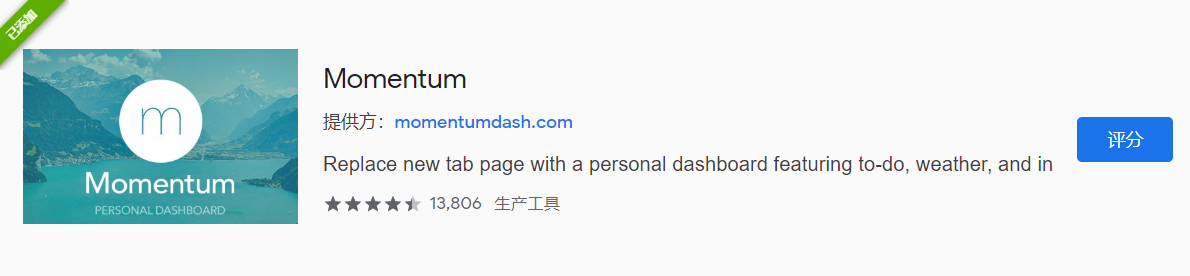 已添加
m
Momentum
PERSONAL DASHBOARD
Momentum
提供方：momentumdash.com
Replace new tab page with a personal dashboard featuring to-do, weather, and in
13,806 生产工具
评分